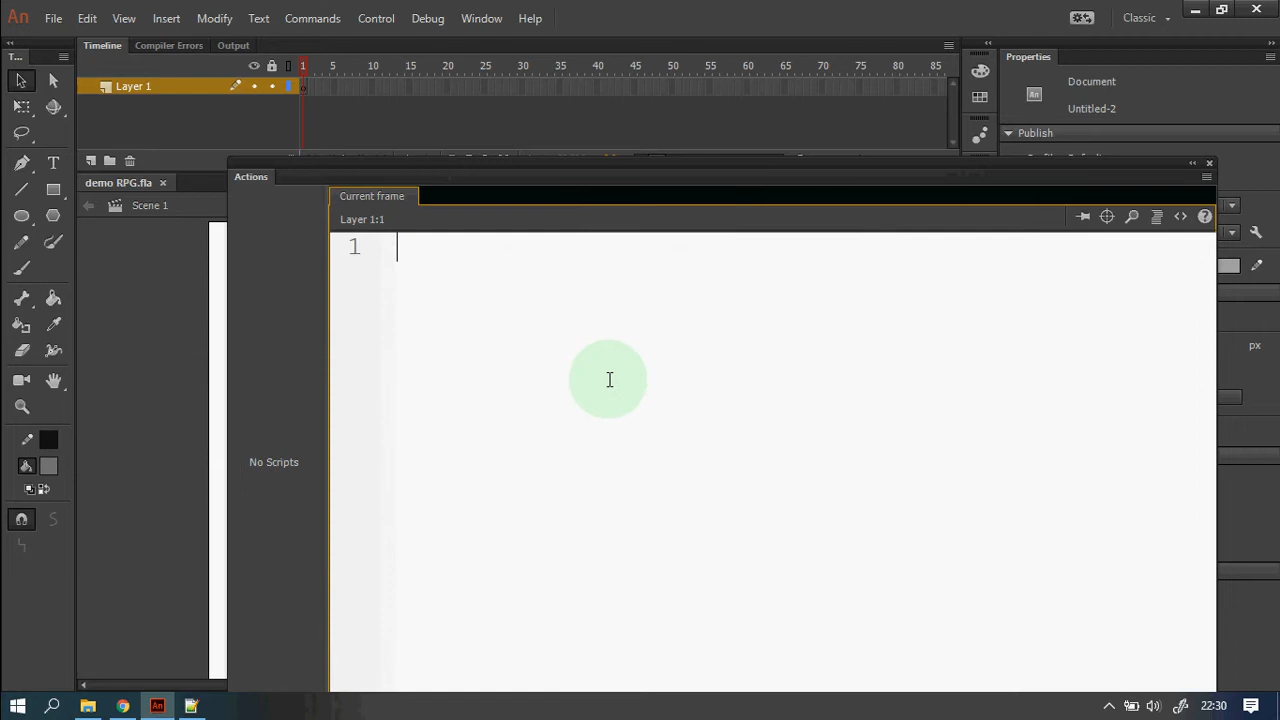 An File Edit View Insert Modify Text Commands Control Debug Window Help Classic
Timeline Compiler Errors Output
T... Properties
1 5 10 15 20 25 30 35 40 45 50 55 60 65 70 75 80 85
Layer 1
Document
An Untitled-2
Publish
demo RPG.fla
Actions
Scene 1
Current frame
Layer 1:1
1
px
No Scripts
An 22:30